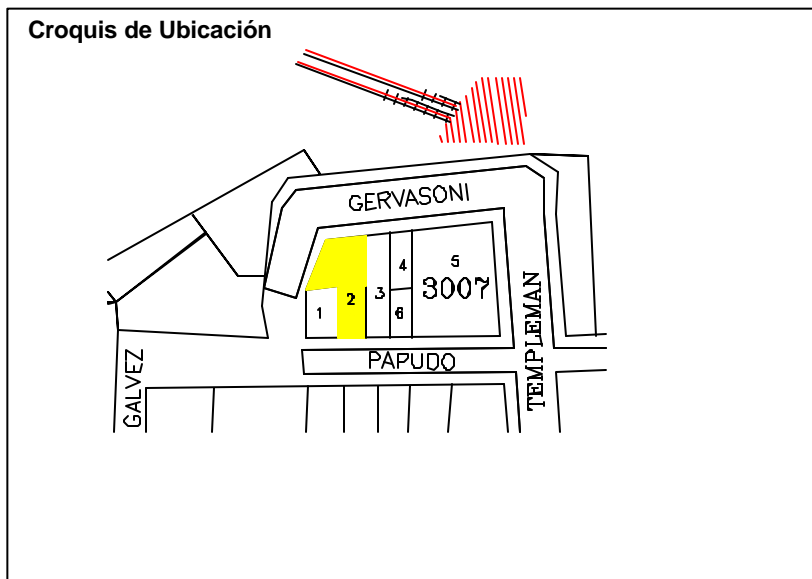 Croquis de Ubicación
GERVASONI
4
5
3007
2
3
1
6
PAPUDO
GALVEZ
TEMPLEMAN